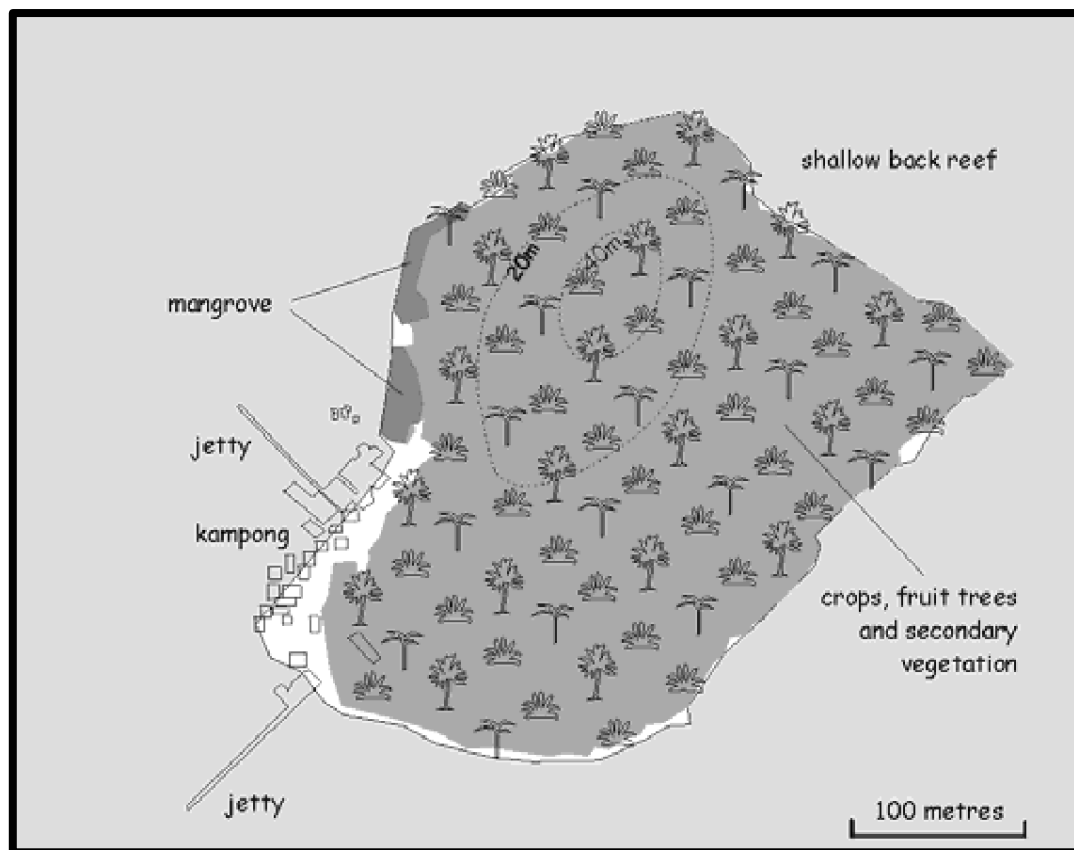 shallow back reef
20m
40m
mangrove
jetty
kampong
crops, fruit trees
and secondary
vegetation
jetty
100 metres